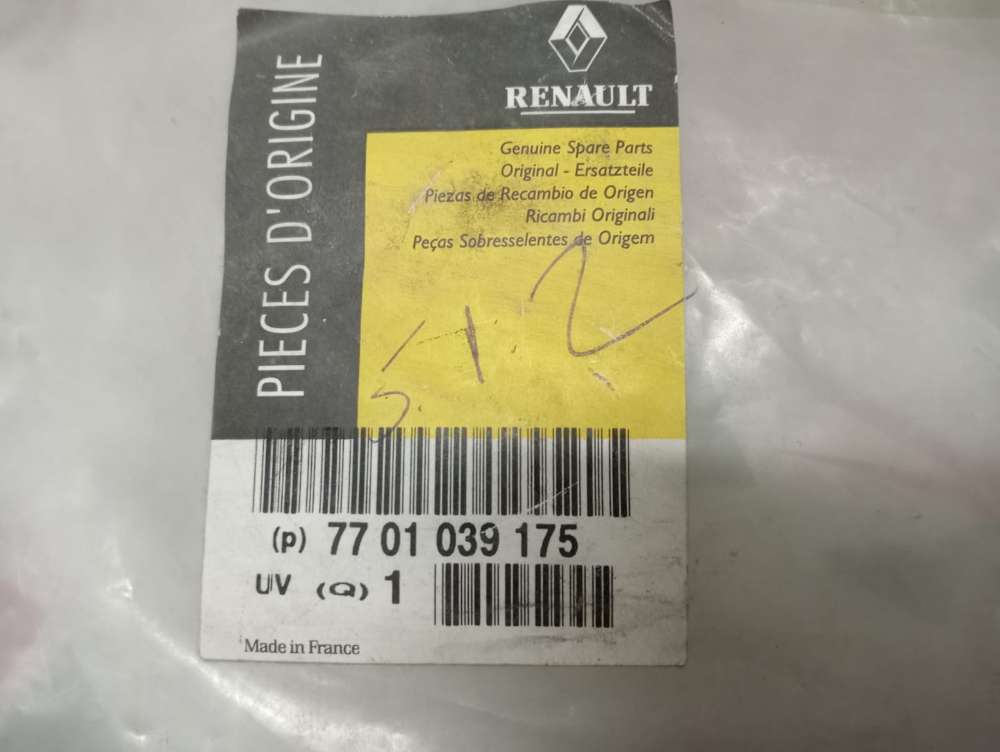 PIECES D'ORIGINE
RENAULT
Genuine Spare Parts
Original - Ersatzteile
Piezas de Recambio de Origen
Ricambi Originali
Peças Sobresselentes de Origem
(p) 77 01 039 175
UV (Q) 1
Made in France